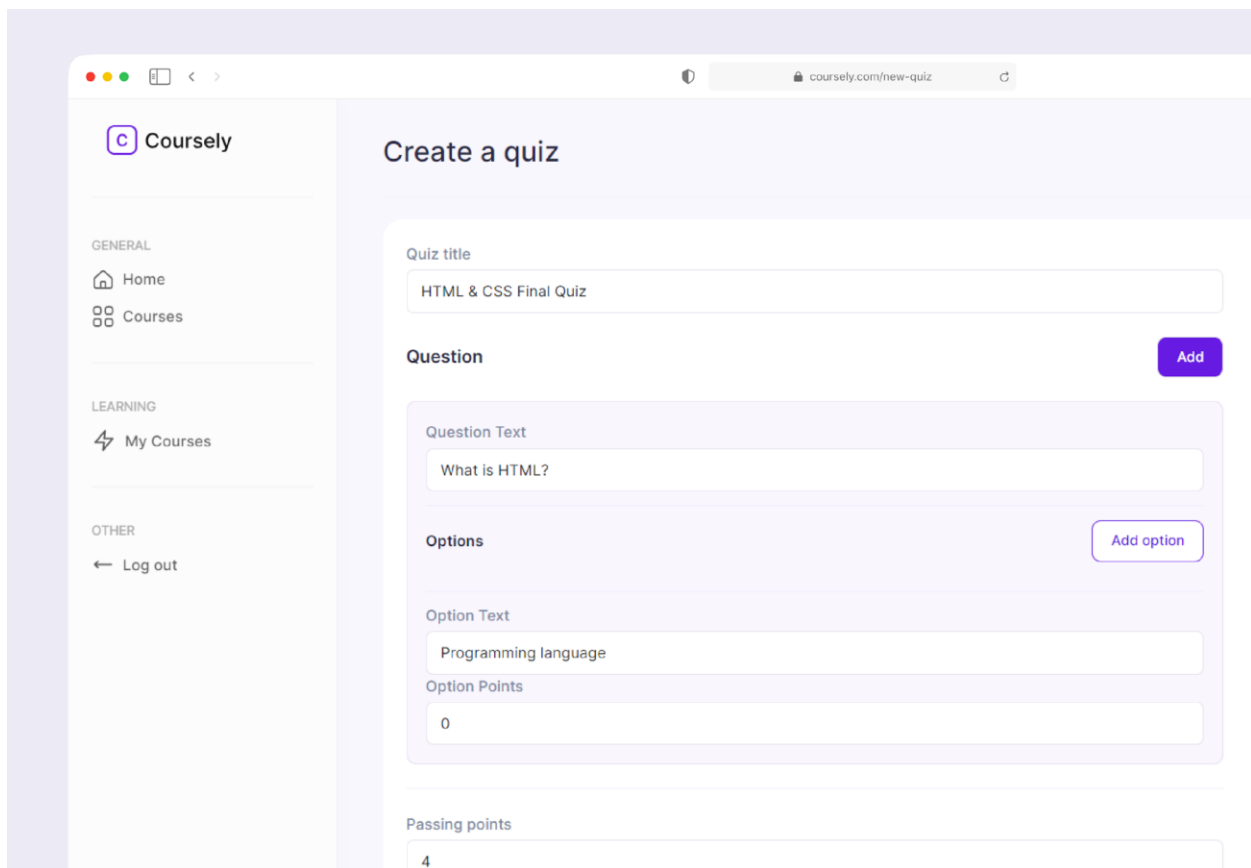 coursely.com/new-quiz
C Coursely
Create a quiz
GENERAL
Home
Courses
LEARNING
My Courses
OTHER
Log out
Quiz title
HTML & CSS Final Quiz
Question
Add
Question Text
What is HTML?
Options
Add option
Option Text
Programming language
Option Points
0
Passing points
4